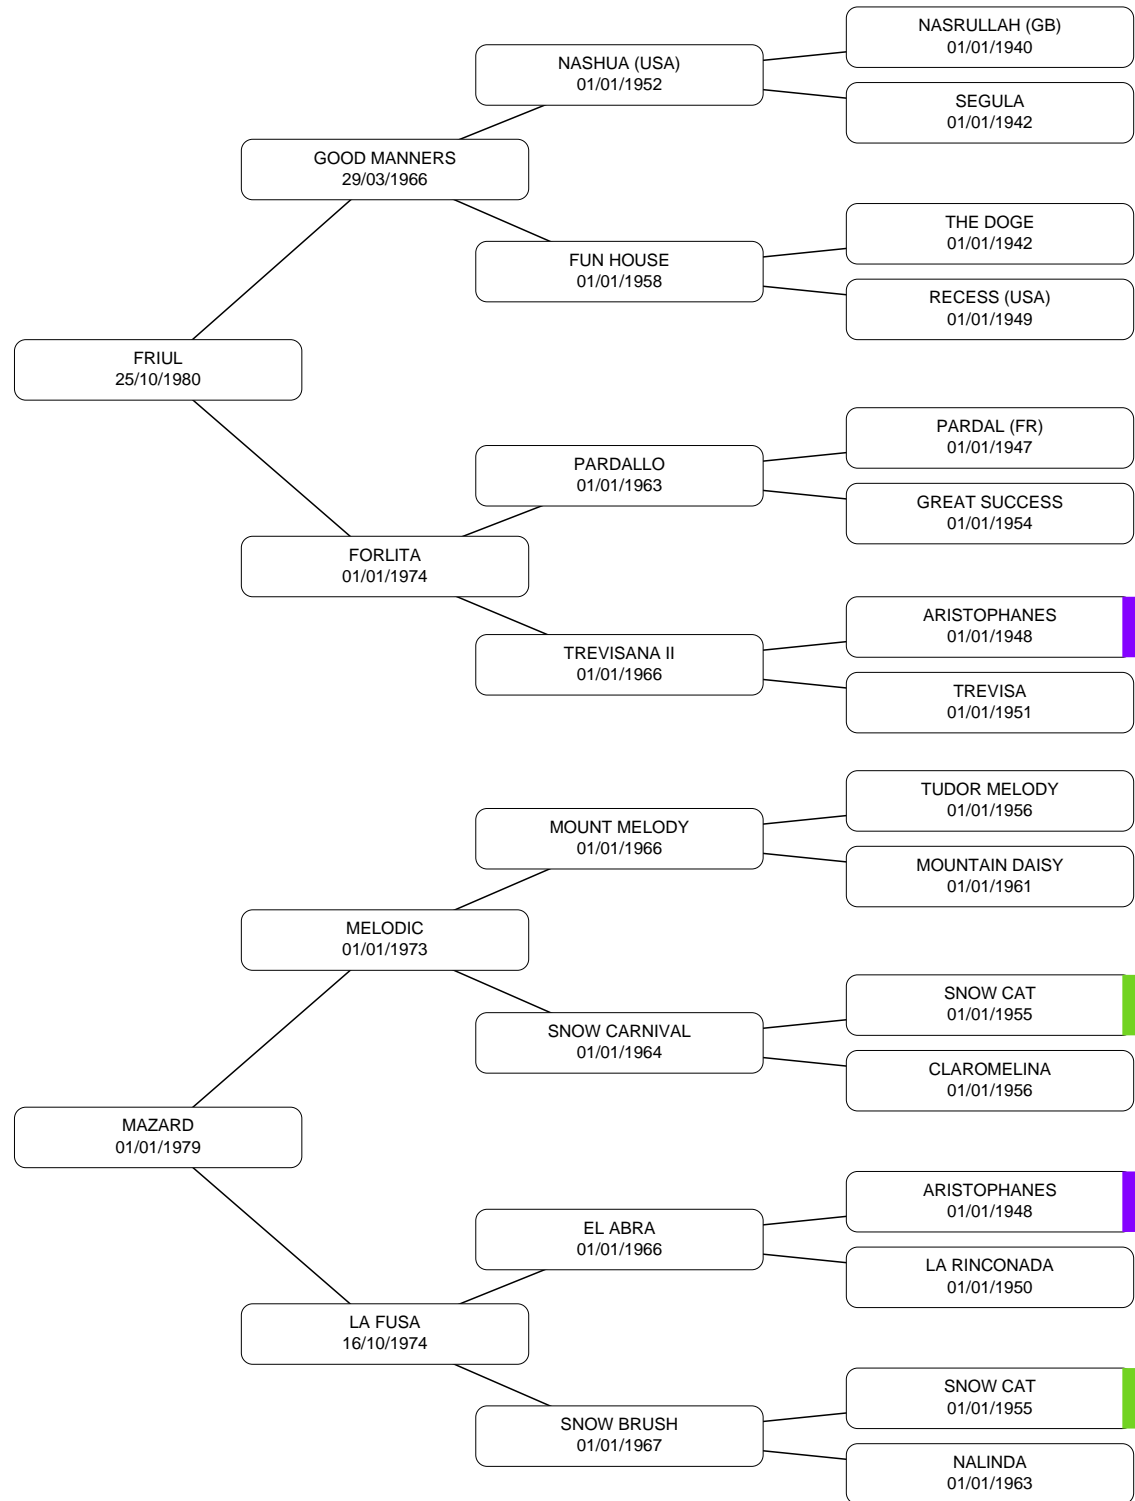 NASRULLAH (GB)
01/01/1940
NASHUA (USA)
01/01/1952
SEGULA
01/01/1942
GOOD MANNERS
29/03/1966
THE DOGE
01/01/1942
FUN HOUSE
01/01/1958
RECESS (USA)
01/01/1949
FRIUL
25/10/1980
PARDAL (FR)
01/01/1947
PARDALLO
01/01/1963
GREAT SUCCESS
01/01/1954
FORLITA
01/01/1974
ARISTOPHANES
01/01/1948
TREVISANA II
01/01/1966
TREVISA
01/01/1951
TUDOR MELODY
01/01/1956
MOUNT MELODY
01/01/1966
MOUNTAIN DAISY
01/01/1961
MELODIC
01/01/1973
SNOW CAT
01/01/1955
SNOW CARNIVAL
01/01/1964
CLAROMELINA
01/01/1956
MAZARD
01/01/1979
ARISTOPHANES
01/01/1948
EL ABRA
01/01/1966
LA RINCONADA
01/01/1950
LA FUSA
16/10/1974
SNOW CAT
01/01/1955
SNOW BRUSH
01/01/1967
NALINDA
01/01/1963